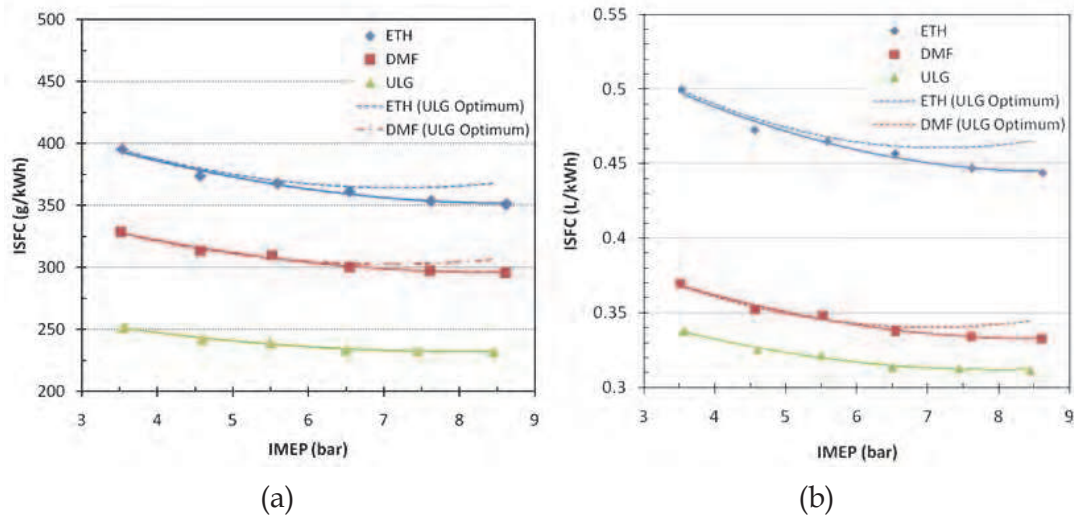 500
450
400
350
300
250
200
ISFC (g/kWh)
ETH
DMF
ULG
ETH (ULG Optimum)
DMF (ULG Optimum)
3 4 5 6 7 8 9
IMEP (bar)
(a)
0.55
0.5
0.45
0.4
0.35
0.3
ISFC (L/kWh)
ETH
DMF
ULG
ETH (ULG Optimum)
DMF (ULG Optimum)
3 4 5 6 7 8 9
IMEP (bar)
(b)